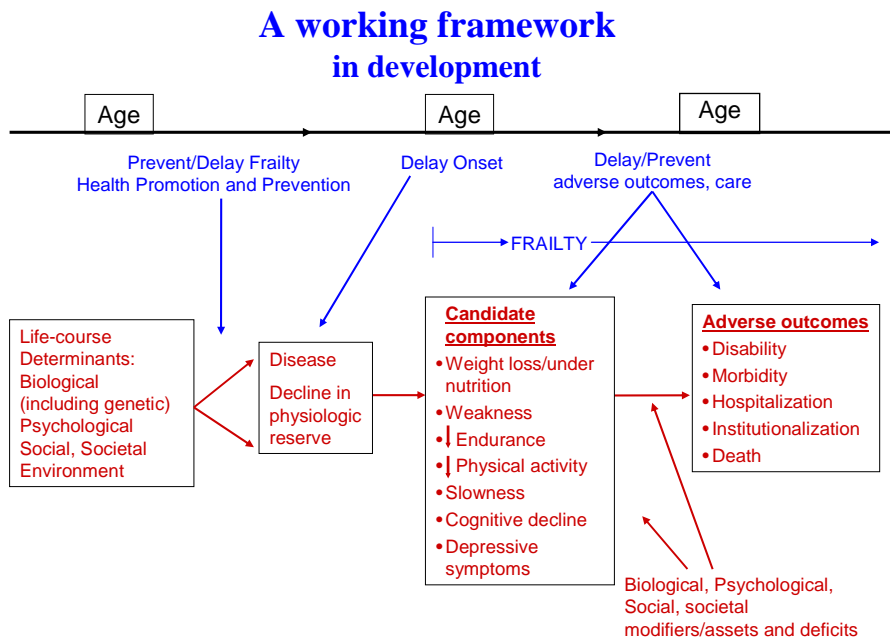 A working framework
in development
Age
Age
Age
Prevent/Delay Frailty
Health Promotion and Prevention
Delay Onset
Delay/Prevent
adverse outcomes, care
FRAILTY
Life-course
Determinants:
Biological
(including genetic)
Psychological
Social, Societal
Environment
Disease
Decline in
physiologic
reserve
Candidate
components
• Weight loss/under
nutrition
• Weakness
• ↓ Endurance
• ↓ Physical activity
• Slowness
• Cognitive decline
• Depressive
symptoms
Adverse outcomes
• Disability
• Morbidity
• Hospitalization
• Institutionalization
• Death
Biological, Psychological,
Social, societal
modifiers/assets and deficits